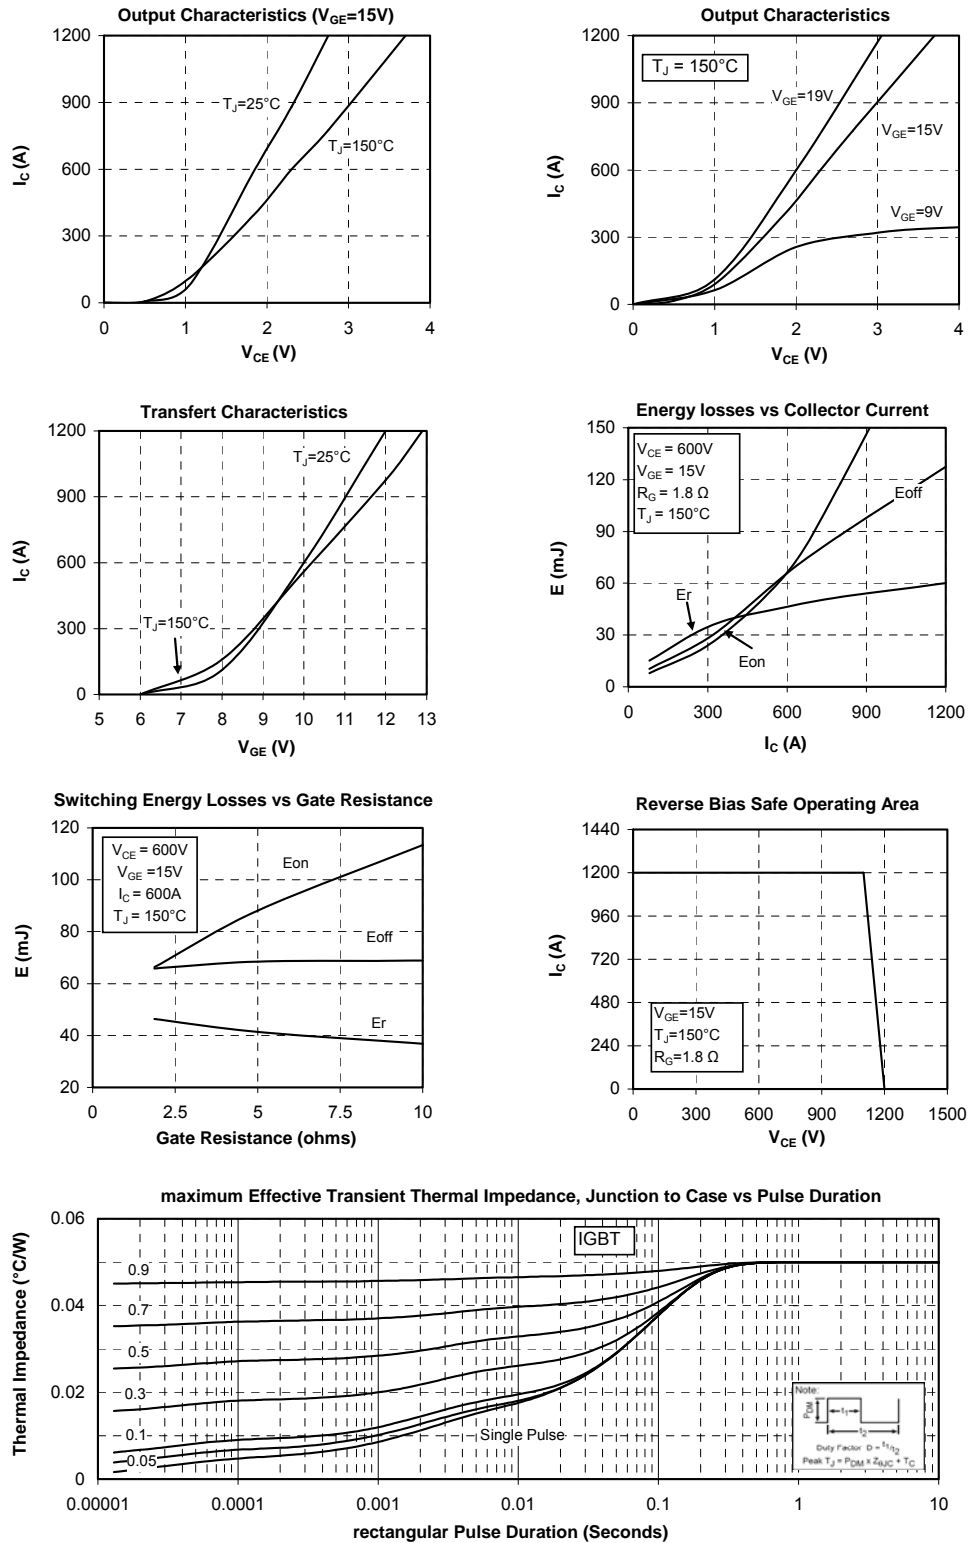 Output Characteristics (VGE=15V)
1200
900
600
300
0
0 1 2 3 4
IC (A)
VCE (V)
TJ=25°C
TJ=150°C
Output Characteristics
TJ = 150°C
1200
900
600
300
0
0 1 2 3 4
IC (A)
VCE (V)
VGE=19V
VGE=15V
VGE=9V
Transfert Characteristics
1200
900
600
300
0
5 6 7 8 9 10 11 12 13
IC (A)
VGE (V)
TJ=25°C
TJ=150°C
Energy losses vs Collector Current
150
120
90
60
30
0
0 300 600 900 1200
E (mJ)
IC (A)
VCE = 600V
VGE = 15V
RG = 1.8 Ω
TJ = 150°C
Eoff
Er
Eon
Switching Energy Losses vs Gate Resistance
120
100
80
60
40
20
0 2.5 5 7.5 10
E (mJ)
Gate Resistance (ohms)
VCE = 600V
VGE =15V
IC = 600A
TJ = 150°C
Eon
Eoff
Er
Reverse Bias Safe Operating Area
1440
1200
960
720
480
240
0
0 300 600 900 1200 1500
IC (A)
VCE (V)
VGE=15V
TJ=150°C
RG=1.8 Ω
maximum Effective Transient Thermal Impedance, Junction to Case vs Pulse Duration
0.06
0.04
0.02
0
0.00001 0.0001 0.001 0.01 0.1 1 10
Thermal Impedance (°C/W)
rectangular Pulse Duration (Seconds)
IGBT
0.9
0.7
0.5
0.3
0.1
0.05
Single Pulse
Note:
PDM
t1
t2
Duty Factor D = t1/t2
Peak TJ = PDM x ZθJC + TC